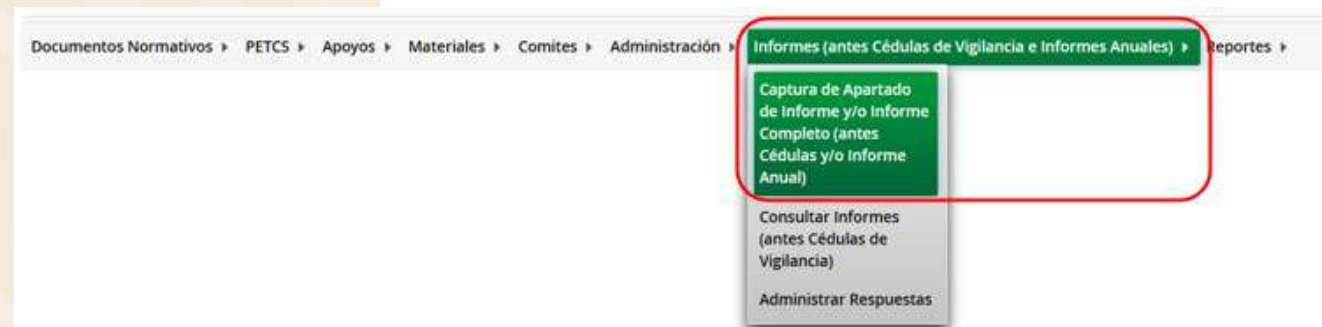 Documentos Normativos PETCS Apoyos Materiales Comites Administración Informes (antes Cédulas de Vigilancia e Informes Anuales) Reportes
Captura de Apartado
de Informe y/o Informe
Completo (antes
Cédulas y/o Informe
Anual)
Consultar Informes
(antes Cédulas de
Vigilancia)
Administrar Respuestas